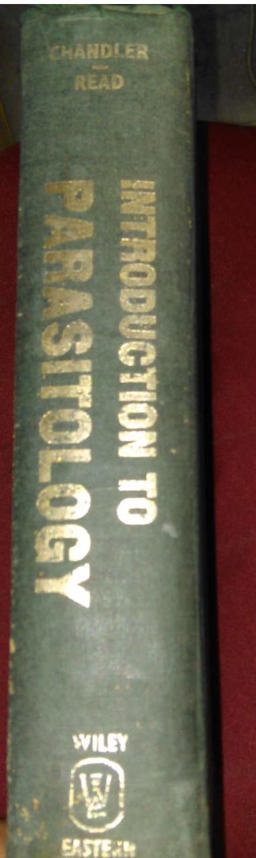 CHANDLER
READ
INTRODUCTION TO
PARASITOLOGY
WILEY
EASTERN